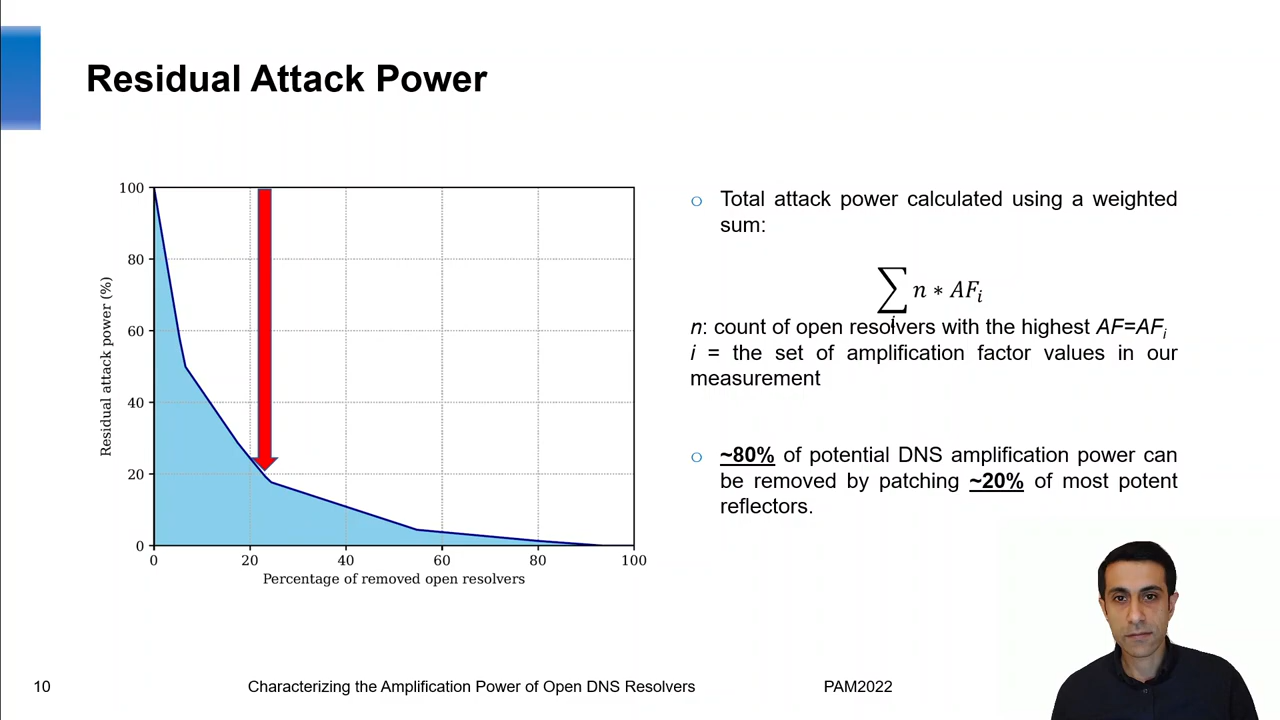 Residual Attack Power
100
80
60
40
20
0
0 20 40 60 80 100
Residual attack power (%)
Percentage of removed open resolvers
Total attack power calculated using a weighted
sum:
∑ n ∗ AFᵢ
i
n: count of open resolvers with the highest AF=AFᵢ
i = the set of amplification factor values in our
measurement
~80% of potential DNS amplification power can
be removed by patching ~20% of most potent
reflectors.
10 Characterizing the Amplification Power of Open DNS Resolvers PAM2022